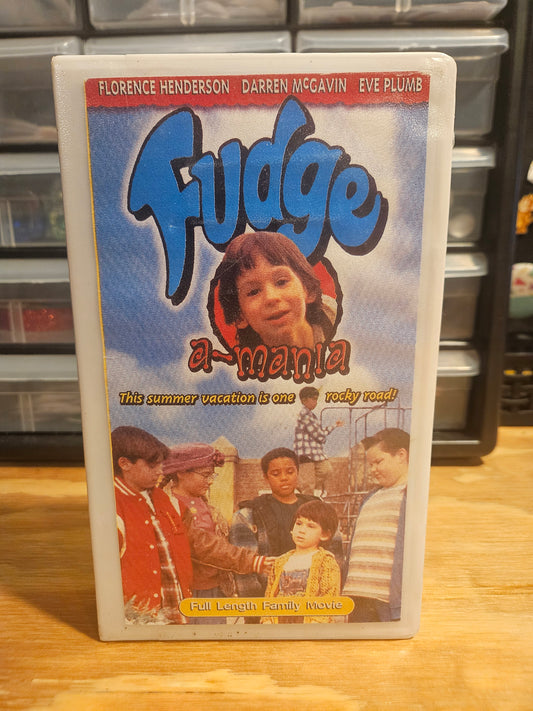 FLORENCE HENDERSON DARREN McGAVIN EVE PLUMB
Fudge
a-mania
This summer vacation is one rocky road!
Full Length Family Movie